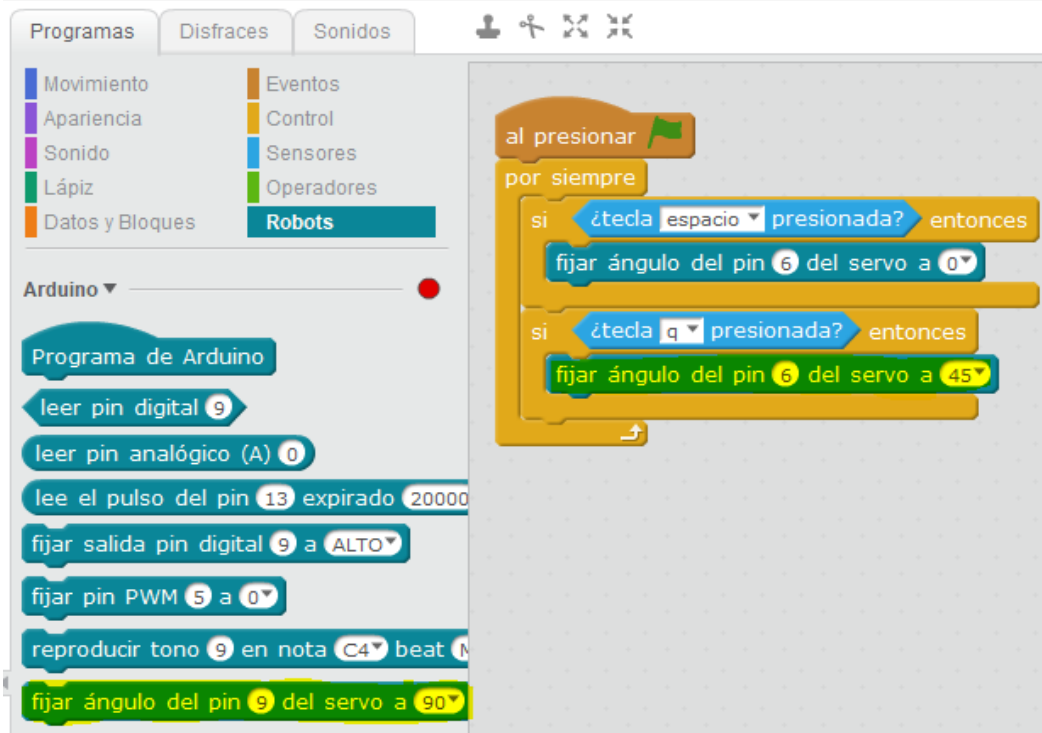 Programas Disfraces Sonidos
Movimiento Eventos
Apariencia Control
Sonido Sensores
Lápiz Operadores
Datos y Bloques Robots
Arduino
Programa de Arduino
leer pin digital 9
leer pin analógico (A) 0
lee el pulso del pin 13 expirado 20000
fijar salida pin digital 9 a ALTO
fijar pin PWM 5 a 0
reproducir tono 9 en nota C4 beat
fijar ángulo del pin 9 del servo a 90
al presionar
por siempre
si ¿tecla espacio presionada? entonces
fijar ángulo del pin 6 del servo a 0
si ¿tecla q presionada? entonces
fijar ángulo del pin 6 del servo a 45